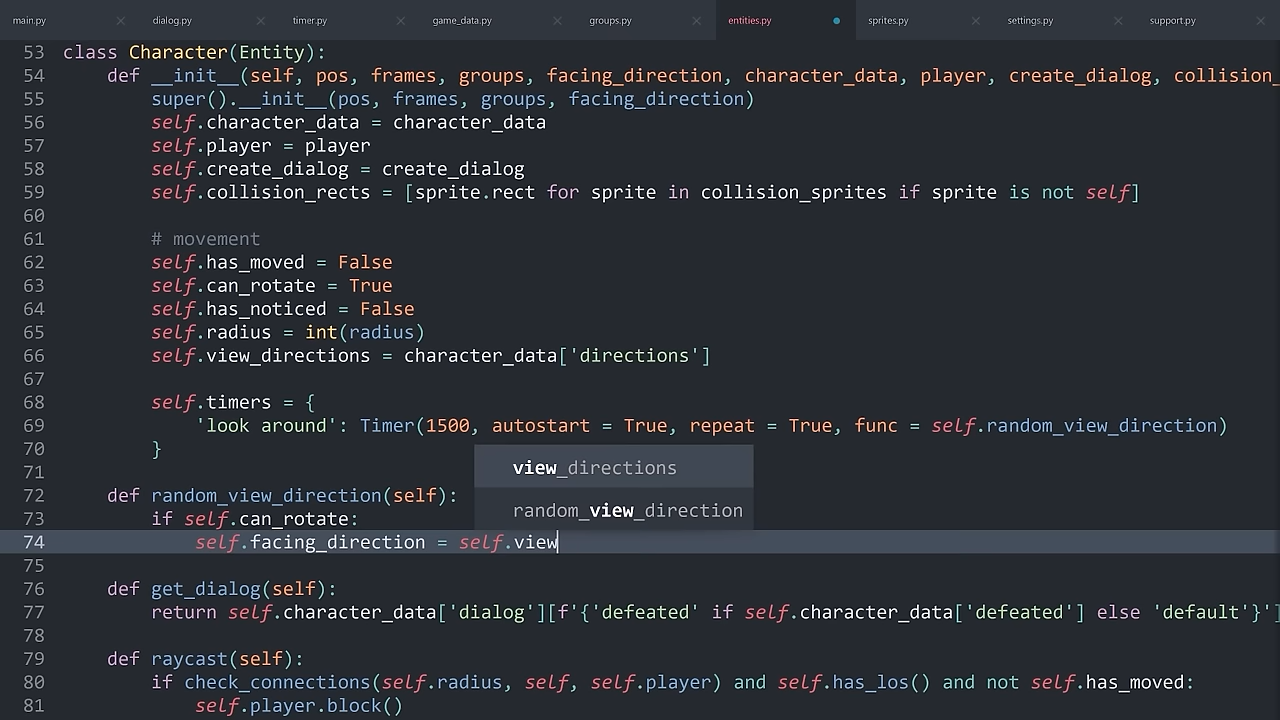 main.py
dialog.py
timer.py
game_data.py
groups.py
entities.py
sprites.py
settings.py
support.py
53 class Character(Entity):
54 def __init__(self, pos, frames, groups, facing_direction, character_data, player, create_dialog, collision_
55 super().__init__(pos, frames, groups, facing_direction)
56 self.character_data = character_data
57 self.player = player
58 self.create_dialog = create_dialog
59 self.collision_rects = [sprite.rect for sprite in collision_sprites if sprite is not self]
60
61 # movement
62 self.has_moved = False
63 self.can_rotate = True
64 self.has_noticed = False
65 self.radius = int(radius)
66 self.view_directions = character_data['directions']
67
68 self.timers = {
69 'look around': Timer(1500, autostart = True, repeat = True, func = self.random_view_direction)
70 }
71
view_directions
72 def random_view_direction(self):
73 if self.can_rotate:
random_view_direction
74 self.facing_direction = self.view
75
76 def get_dialog(self):
77 return self.character_data['dialog'][f'{'defeated' if self.character_data['defeated'] else 'default'}']
78
79 def raycast(self):
80 if check_connections(self.radius, self, self.player) and self.has_los() and not self.has_moved:
81 self.player.block()